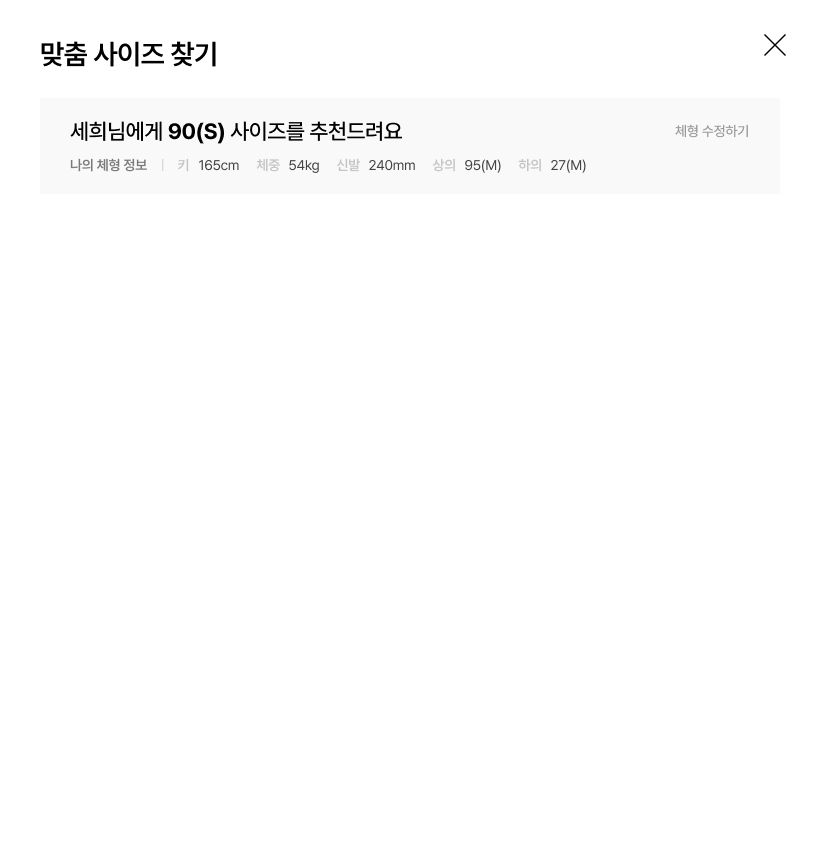 맞춤 사이즈 찾기
세희님에게 90(S) 사이즈를 추천드려요
체형 수정하기
나의 체형 정보 | 키 165cm 체중 54kg 신발 240mm 상의 95(M) 하의 27(M)